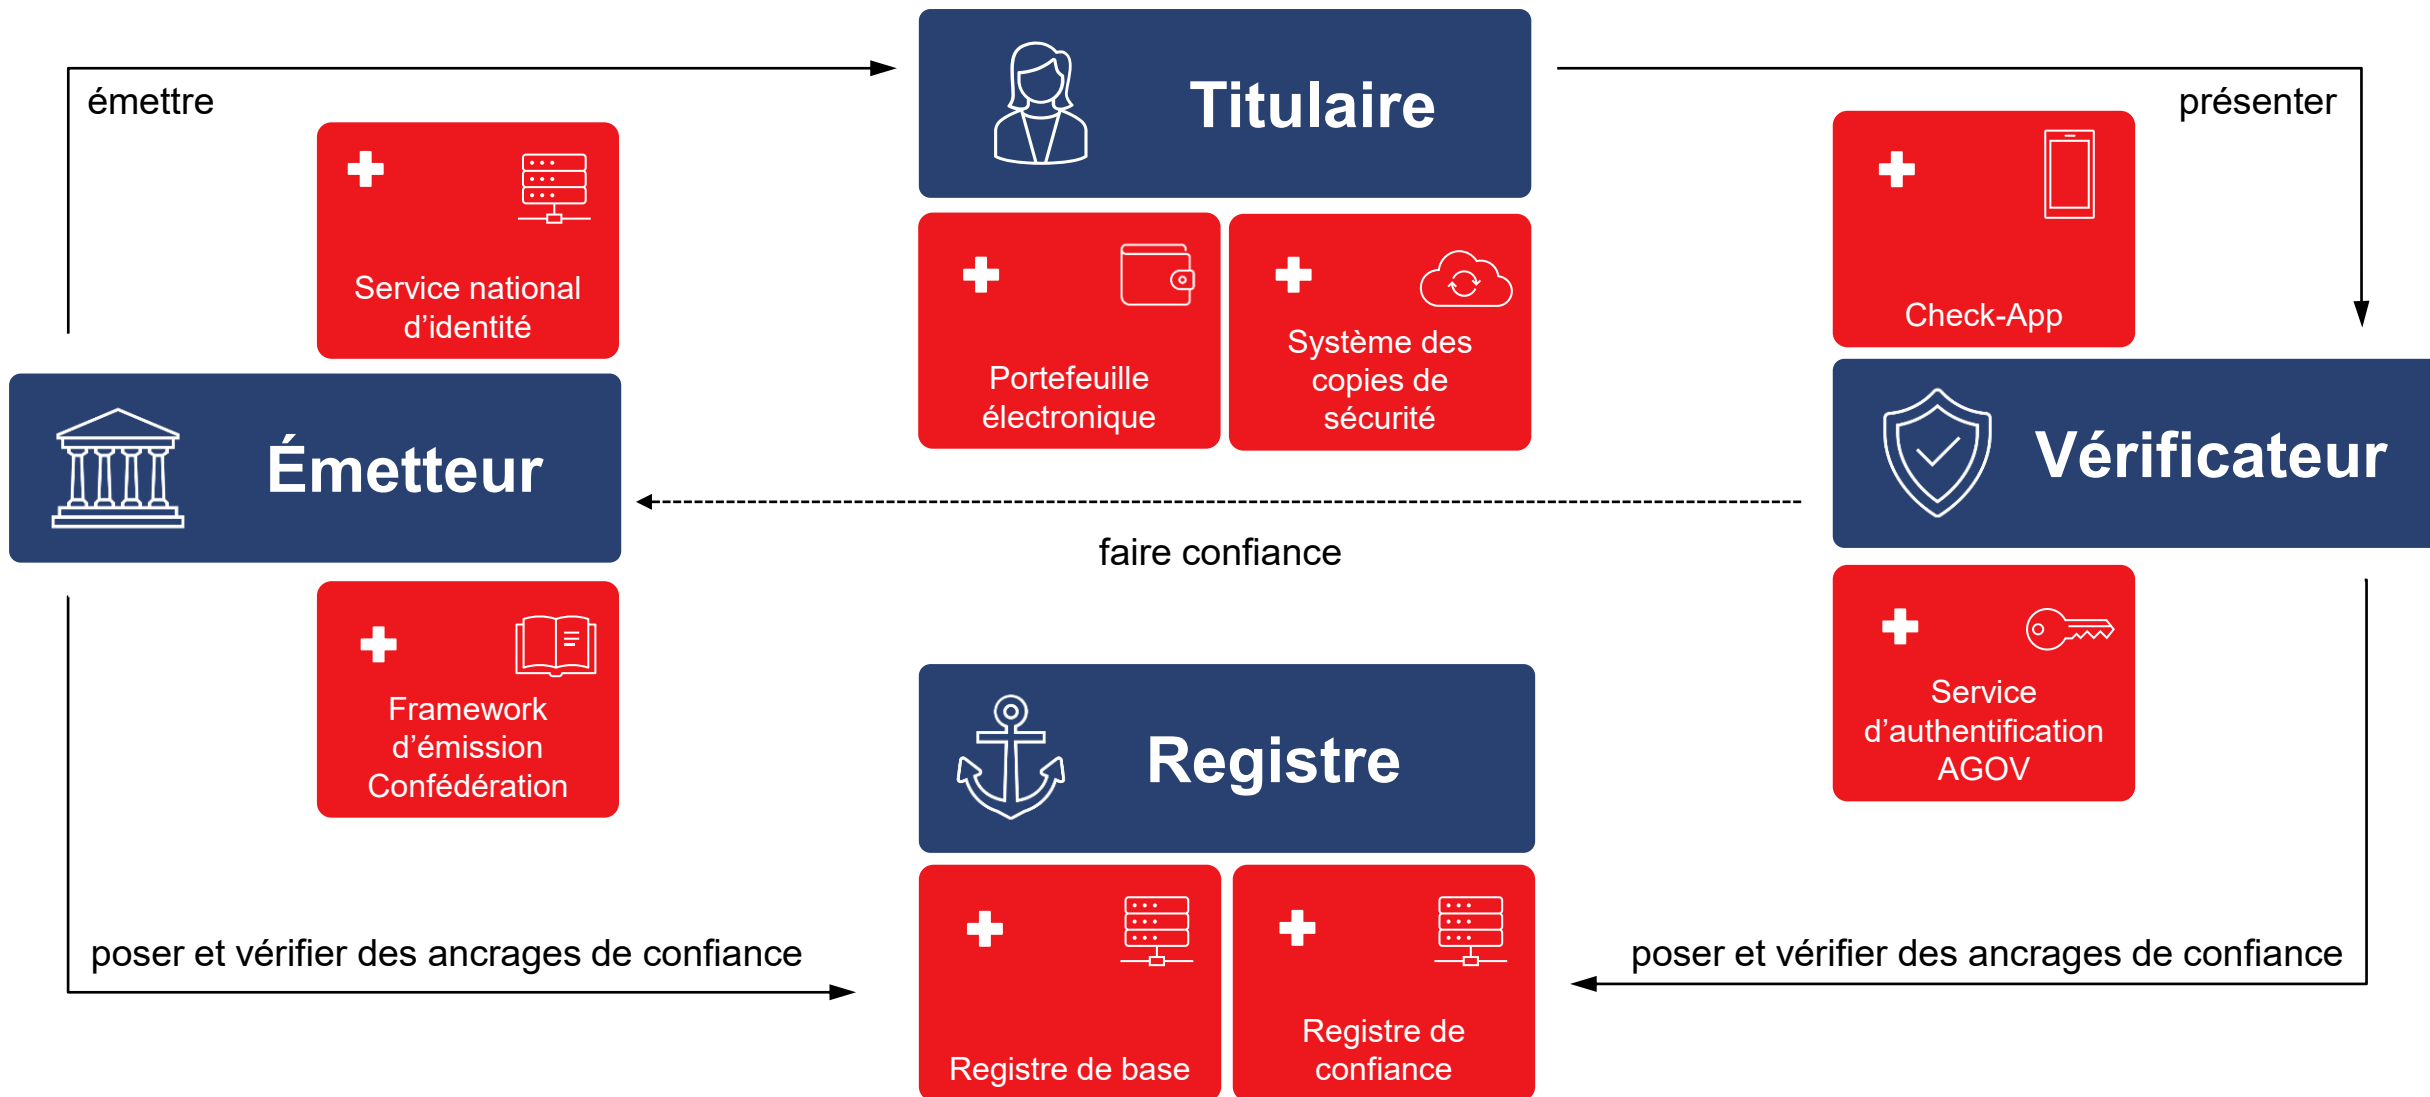 émettre
Titulaire
présenter
Service national
d’identité
Portefeuille
électronique
Système des
copies de
sécurité
Check-App
Émetteur
Vérificateur
faire confiance
Framework
d’émission
Confédération
Registre
Service
d’authentification
AGOV
poser et vérifier des ancrages de confiance
poser et vérifier des ancrages de confiance
Registre de base
Registre de
confiance